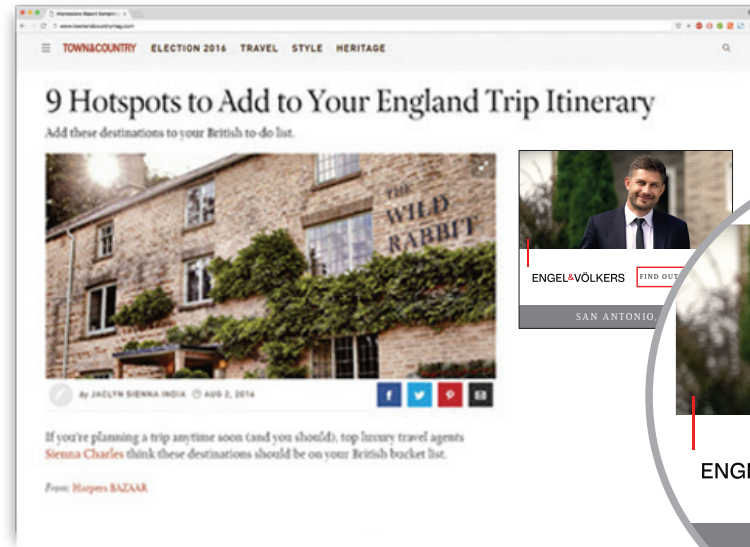 www.townandcountrymag.com
TOWN&COUNTRY ELECTION 2016 TRAVEL STYLE HERITAGE
9 Hotspots to Add to Your England Trip Itinerary
Add these destinations to your British to-do list.
THE
WILD
RABBIT
by JACLYN SIENNA INDIA AUG 2, 2016
If you're planning a trip anytime soon (and you should), top luxury travel agents
Sienna Charles think these destinations should be on your British bucket list.
From: Harpers BAZAAR
ENGEL&VÖLKERS FIND OUT
SAN ANTONIO,
ENGE